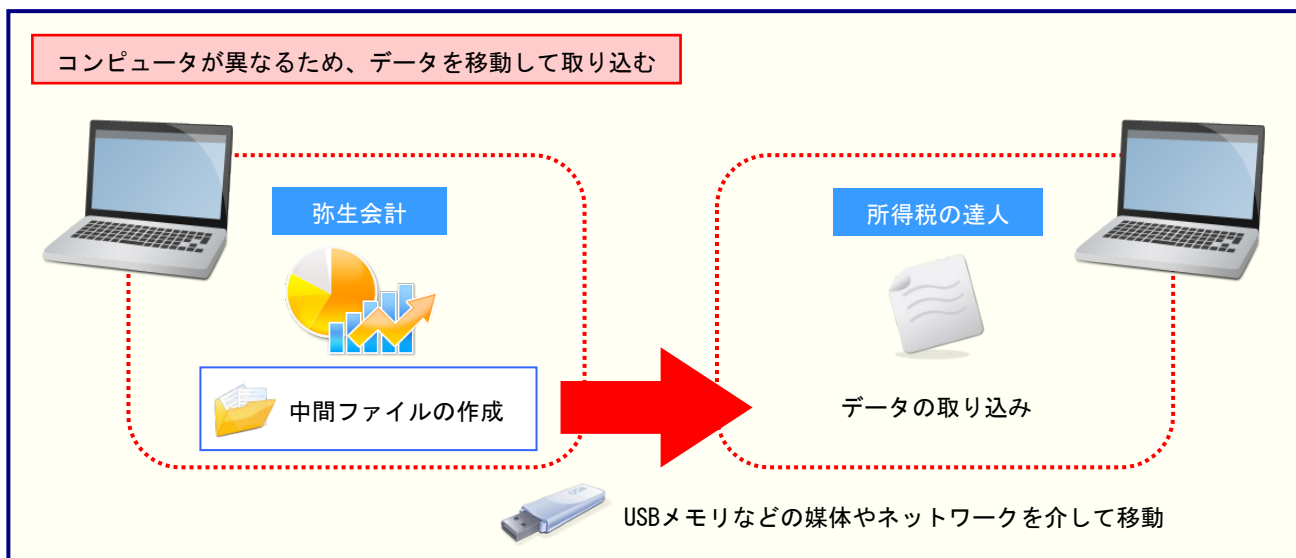 コンピュータが異なるため、データを移動して取り込む
弥生会計
所得税の達人
中間ファイルの作成
データの取り込み
USB
USBメモリなどの媒体やネットワークを介して移動